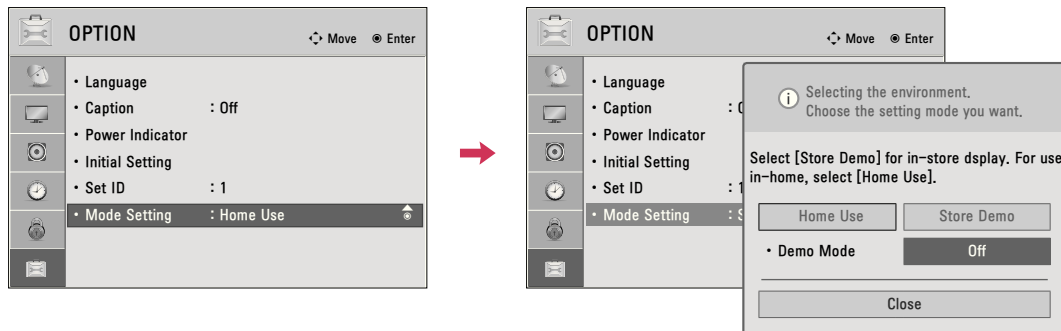 OPTION
Move Enter
• Language
• Caption : Off
• Power Indicator
• Initial Setting
• Set ID : 1
• Mode Setting : Home Use
OPTION
Move Enter
• Language
• Caption :
• Power Indicator
• Initial Setting
• Set ID : 1
• Mode Setting : S
i
Selecting the environment.
Choose the setting mode you want.
Select [Store Demo] for in-store dsplay. For use
in-home, select [Home Use].
Home Use Store Demo
• Demo Mode Off
Close